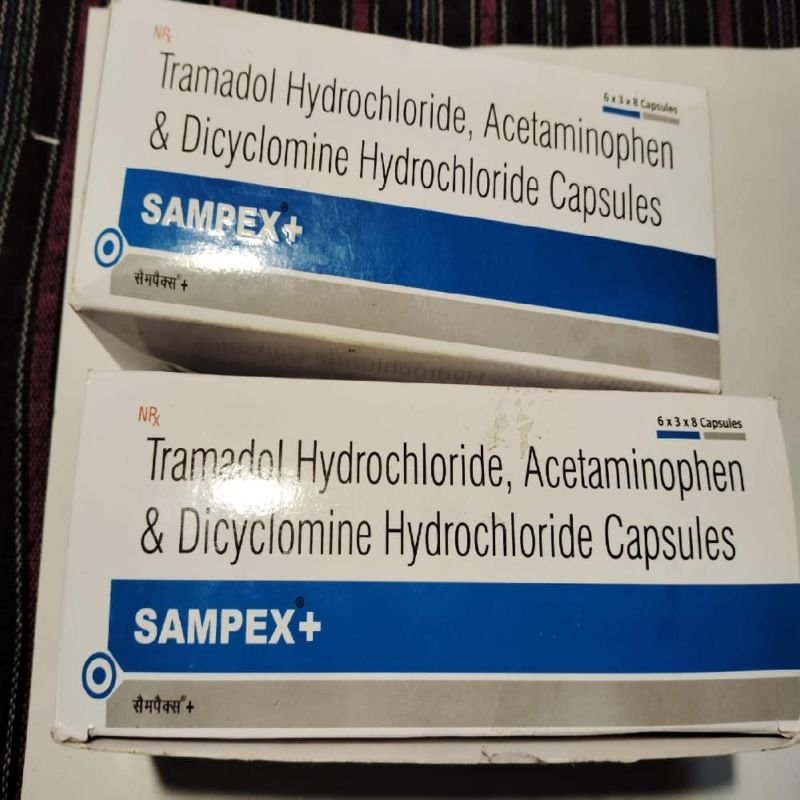 NRx
6 x 3 x 8 Capsules
Tramadol Hydrochloride, Acetaminophen
& Dicyclomine Hydrochloride Capsules
SAMPEX®+
सैमपैक्स®+
NRx
6 x 3 x 8 Capsules
Tramadol Hydrochloride, Acetaminophen
& Dicyclomine Hydrochloride Capsules
SAMPEX®+
सैमपैक्स®+